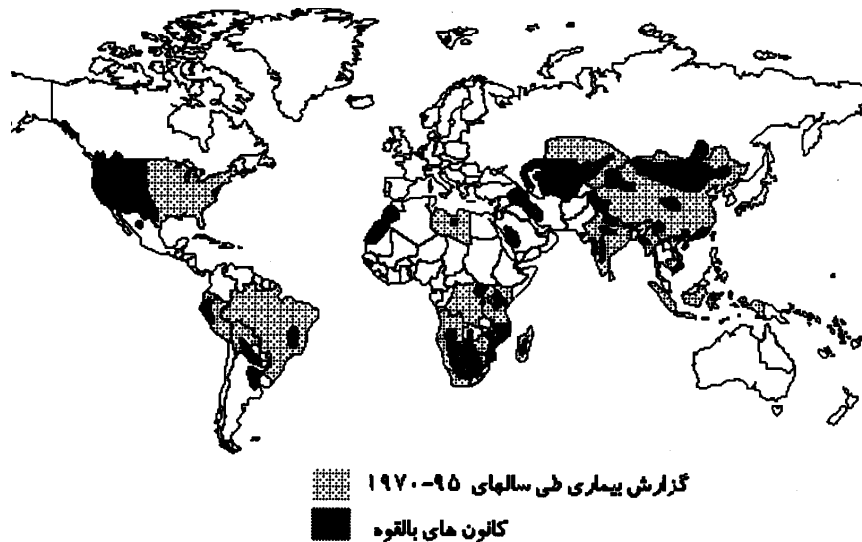 گزارش بیماری طی سالهای ۹۵-۱۹۷۰
کانون های بالقوه